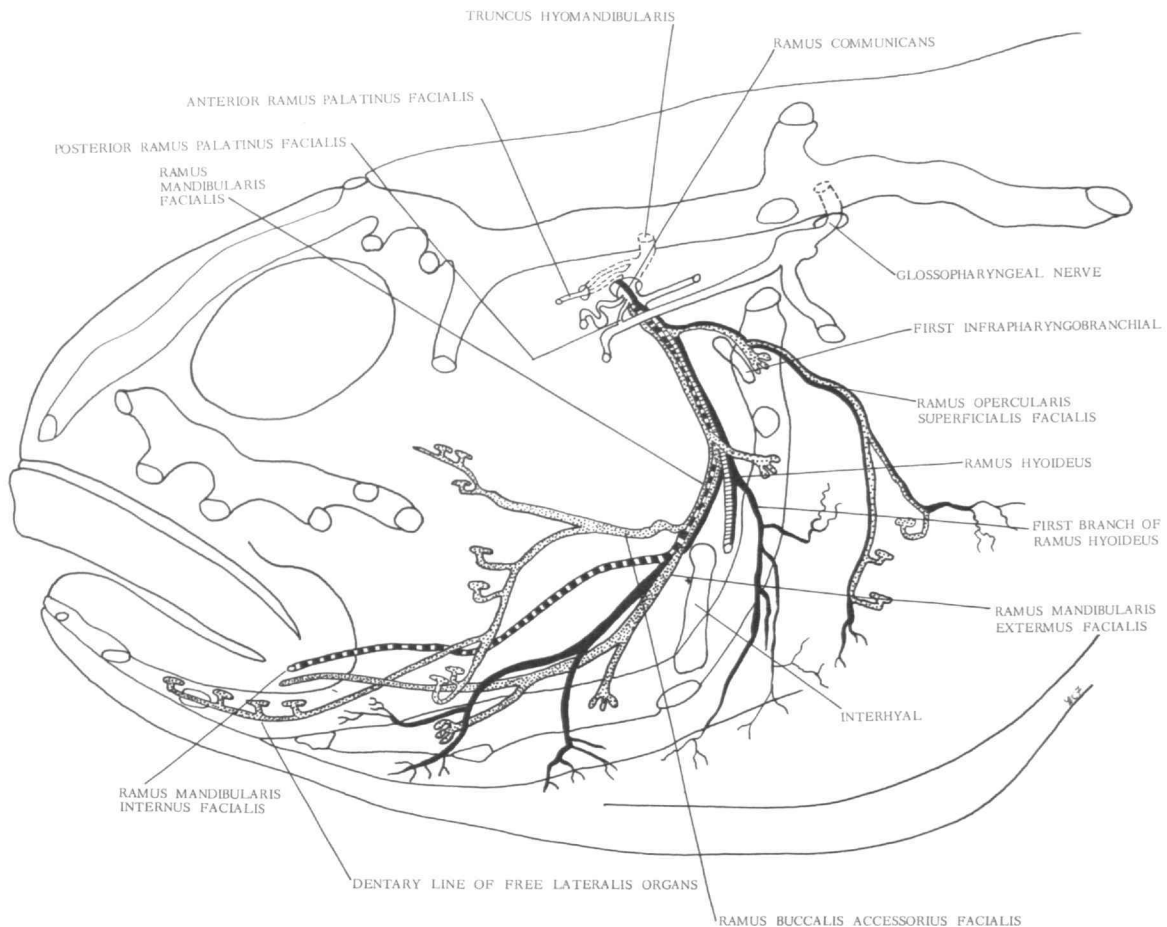 TRUNCUS HYOMANDIBULARIS
RAMUS COMMUNICANS
ANTERIOR RAMUS PALATINUS FACIALIS
POSTERIOR RAMUS PALATINUS FACIALIS
RAMUS
MANDIBULARIS
FACIALIS
GLOSSOPHARYNGEAL NERVE
FIRST INFRAPHARYNGOBRANCHIAL
RAMUS OPERCULARIS
SUPERFICIALIS FACIALIS
RAMUS HYOIDEUS
FIRST BRANCH OF
RAMUS HYOIDEUS
RAMUS MANDIBULARIS
EXTERMUS FACIALIS
INTERHYAL
RAMUS MANDIBULARIS
INTERNUS FACIALIS
DENTARY LINE OF FREE LATERALIS ORGANS
RAMUS BUCCALIS ACCESSORIUS FACIALIS